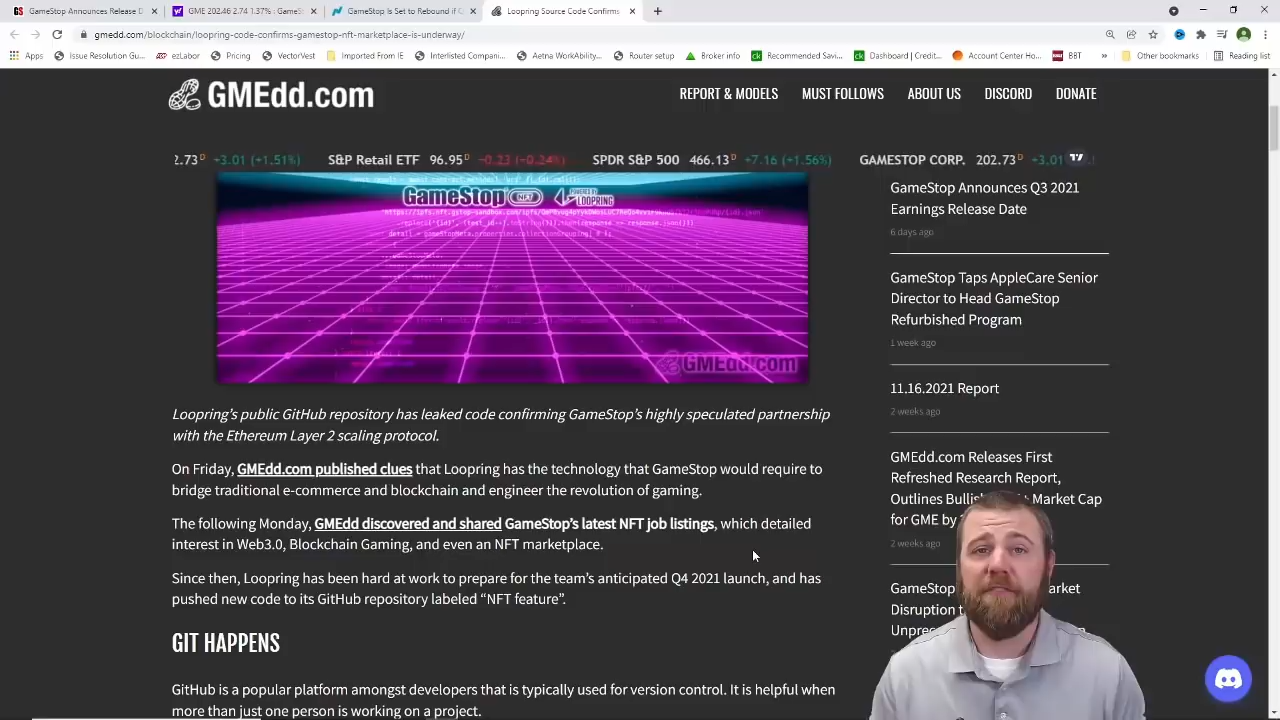 GameStop Announces Release D
GME 202.46 2.74 1.37% : GameS
GameStop Is Set to Rebound if C
Loopring Source Code Confirms
gmedd.com/blockchain/loopring-code-confirms-gamestop-nft-marketplace-is-underway/
Apps
Issue Resolution Gu...
ezLabor
Pricing
VectorVest
Imported From IE
Interlisted Compani...
Aetna WorkAbility...
Router setup
Broker info
Recommended Savi...
Dashboard | Credit...
Account Center Ho...
BBT
»
Other bookmarks
Reading list
GMEdd.com
REPORT & MODELS
MUST FOLLOWS
ABOUT US
DISCORD
DONATE
2.73 D +3.01 (+1.51%) S&P Retail ETF 96.95 D −0.23 (−0.24%) SPDR S&P 500 466.13 D +7.16 (+1.56%) GAMESTOP CORP. 202.73 D +3.01
GameStop NFT
POWERED BY LOOPRING
GMEdd.com
Loopring's public GitHub repository has leaked code confirming GameStop's highly speculated partnership
with the Ethereum Layer 2 scaling protocol.
On Friday, GMEdd.com published clues that Loopring has the technology that GameStop would require to
bridge traditional e-commerce and blockchain and engineer the revolution of gaming.
The following Monday, GMEdd discovered and shared GameStop's latest NFT job listings, which detailed
interest in Web3.0, Blockchain Gaming, and even an NFT marketplace.
Since then, Loopring has been hard at work to prepare for the team's anticipated Q4 2021 launch, and has
pushed new code to its GitHub repository labeled “NFT feature”.
GIT HAPPENS
GitHub is a popular platform amongst developers that is typically used for version control. It is helpful when
more than just one person is working on a project.
GameStop Announces Q3 2021
Earnings Release Date
6 days ago
GameStop Taps AppleCare Senior
Director to Head GameStop
Refurbished Program
1 week ago
11.16.2021 Report
2 weeks ago
GMEdd.com Releases First
Refreshed Research Report,
Outlines Bullish Market Cap
for GME by
2 weeks ago
GameStop
Disruption